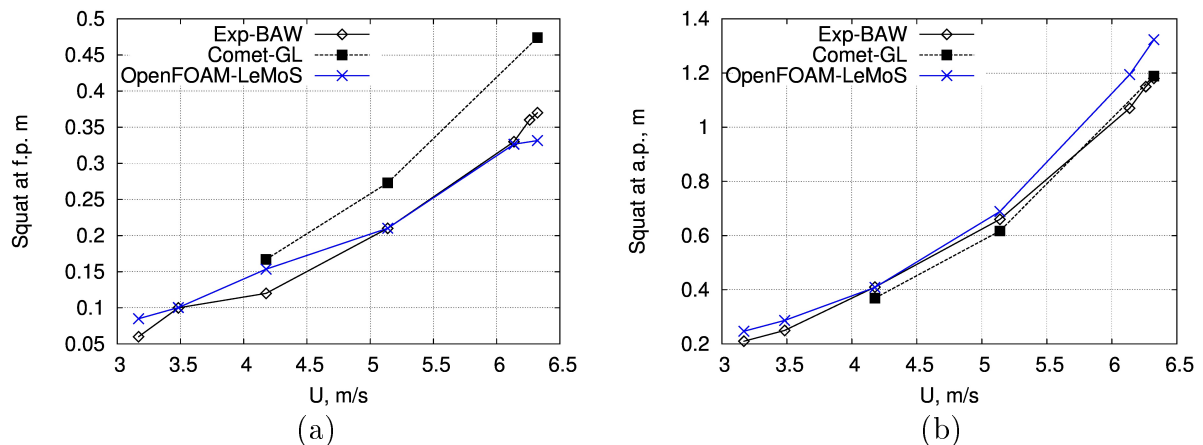 Exp-BAW
Comet-GL
OpenFOAM-LeMoS
0.5
0.45
0.4
0.35
0.3
0.25
0.2
0.15
0.1
0.05
Squat at f.p. m
3
3.5
4
4.5
5
5.5
6
6.5
U, m/s
(a)
Exp-BAW
Comet-GL
OpenFOAM-LeMoS
1.4
1.2
1
0.8
0.6
0.4
0.2
Squat at a.p., m
3
3.5
4
4.5
5
5.5
6
6.5
U, m/s
(b)